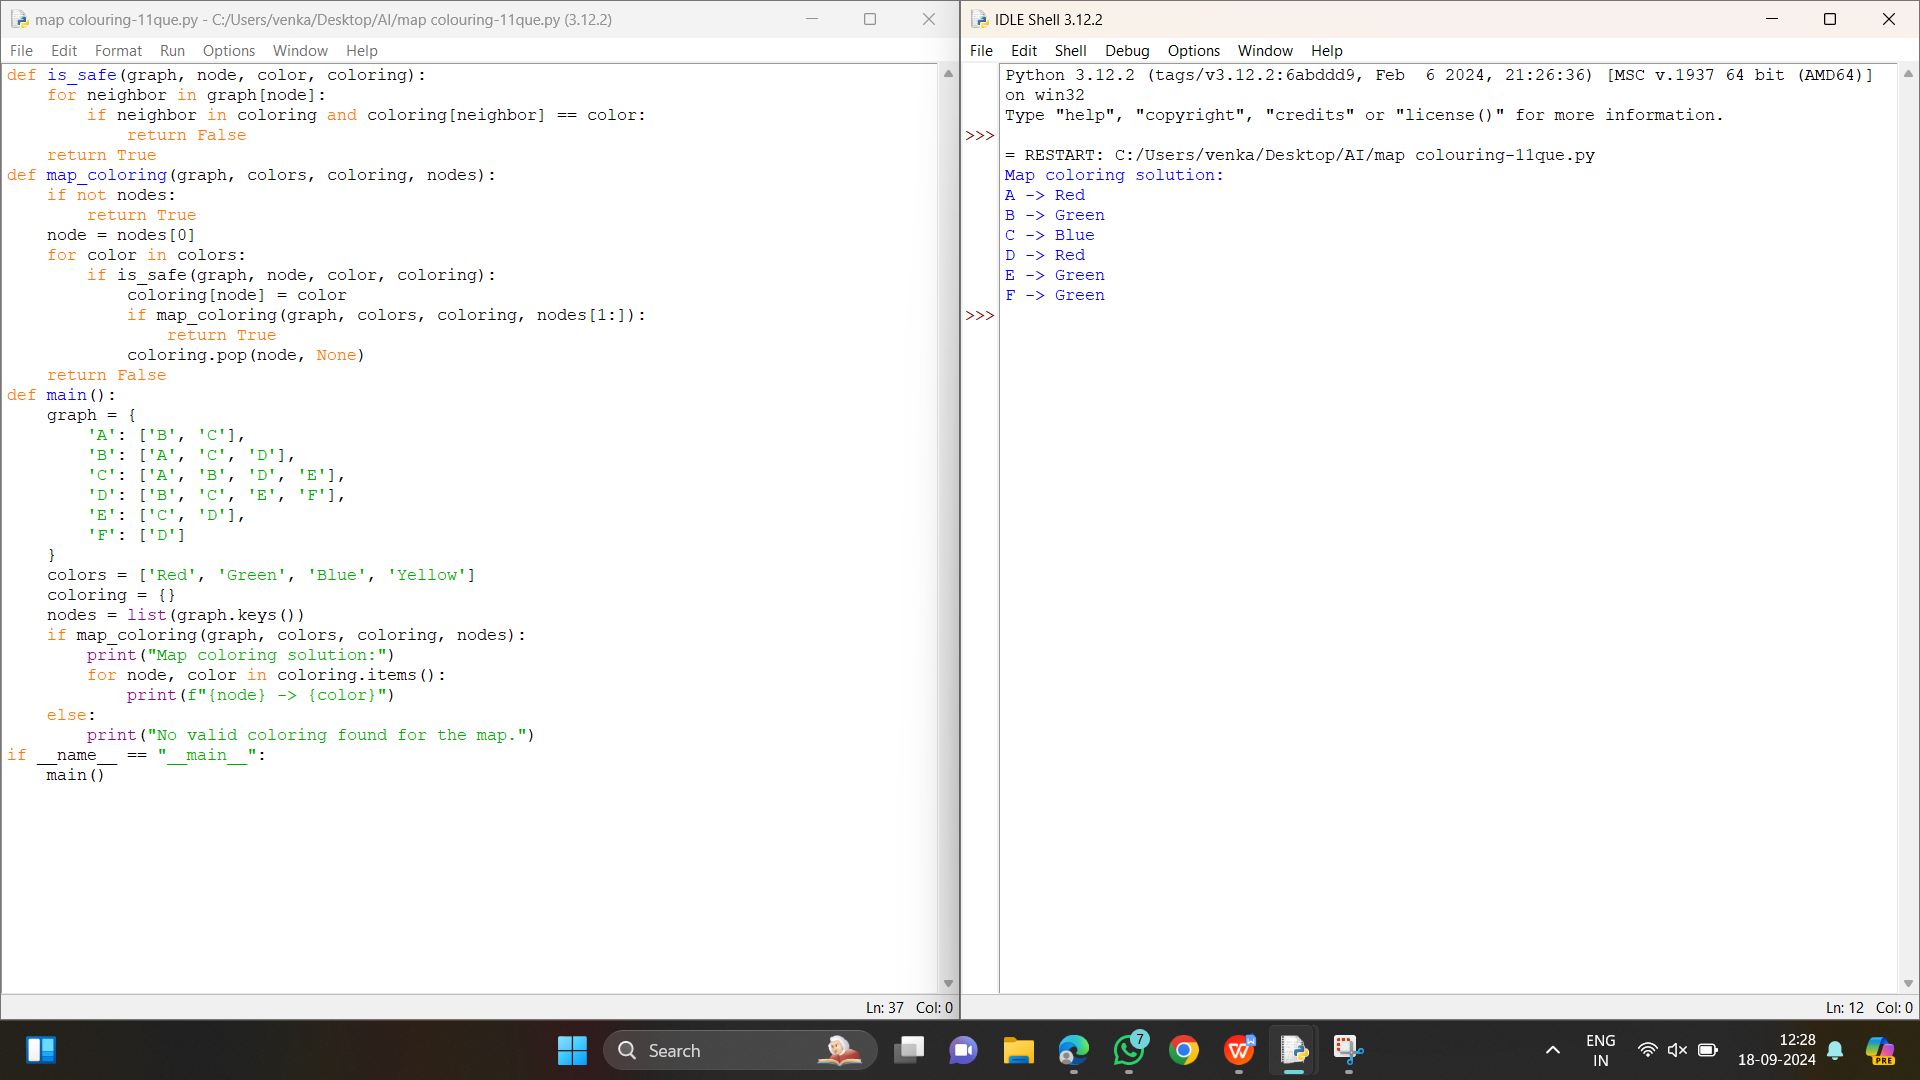 map colouring-11que.py - C:/Users/venka/Desktop/AI/map colouring-11que.py (3.12.2)
File Edit Format Run Options Window Help
def is_safe(graph, node, color, coloring):
    for neighbor in graph[node]:
        if neighbor in coloring and coloring[neighbor] == color:
            return False
    return True
def map_coloring(graph, colors, coloring, nodes):
    if not nodes:
        return True
    node = nodes[0]
    for color in colors:
        if is_safe(graph, node, color, coloring):
            coloring[node] = color
            if map_coloring(graph, colors, coloring, nodes[1:]):
                return True
            coloring.pop(node, None)
    return False
def main():
    graph = {
        'A': ['B', 'C'],
        'B': ['A', 'C', 'D'],
        'C': ['A', 'B', 'D', 'E'],
        'D': ['B', 'C', 'E', 'F'],
        'E': ['C', 'D'],
        'F': ['D']
    }
    colors = ['Red', 'Green', 'Blue', 'Yellow']
    coloring = {}
    nodes = list(graph.keys())
    if map_coloring(graph, colors, coloring, nodes):
        print("Map coloring solution:")
        for node, color in coloring.items():
            print(f"{node} -> {color}")
    else:
        print("No valid coloring found for the map.")
if __name__ == "__main__":
    main()
Ln: 37 Col: 0
IDLE Shell 3.12.2
File Edit Shell Debug Options Window Help
Python 3.12.2 (tags/v3.12.2:6abddd9, Feb  6 2024, 21:26:36) [MSC v.1937 64 bit (AMD64)]
on win32
Type "help", "copyright", "credits" or "license()" for more information.
>>>
= RESTART: C:/Users/venka/Desktop/AI/map colouring-11que.py
Map coloring solution:
A -> Red
B -> Green
C -> Blue
D -> Red
E -> Green
F -> Green
>>>
Ln: 12 Col: 0
Search
7
W
ENG
IN
12:28
18-09-2024
PRE